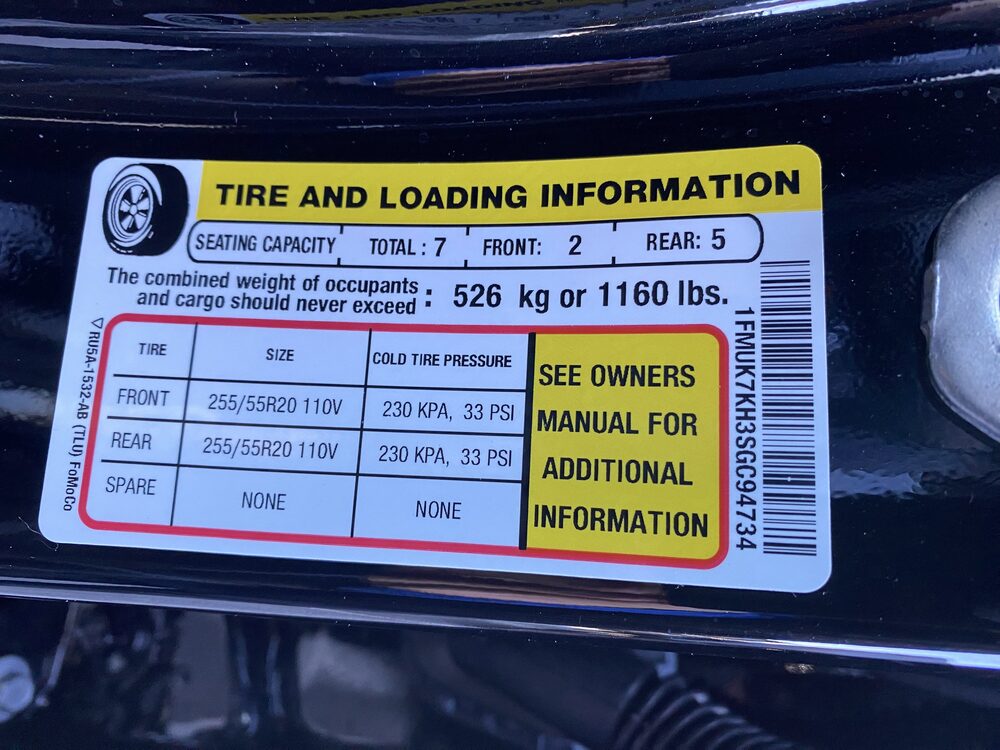 TIRE AND LOADING INFORMATION
SEATING CAPACITY TOTAL : 7 FRONT: 2 REAR: 5
The combined weight of occupants
and cargo should never exceed : 526 kg or 1160 lbs.
TIRE SIZE COLD TIRE PRESSURE
FRONT 255/55R20 110V 230 KPA, 33 PSI
REAR 255/55R20 110V 230 KPA, 33 PSI
SPARE NONE NONE
SEE OWNERS
MANUAL FOR
ADDITIONAL
INFORMATION
1FMUK7KH3SGC94734
▽RU5A-1532-AB (TLU) FoMoCo